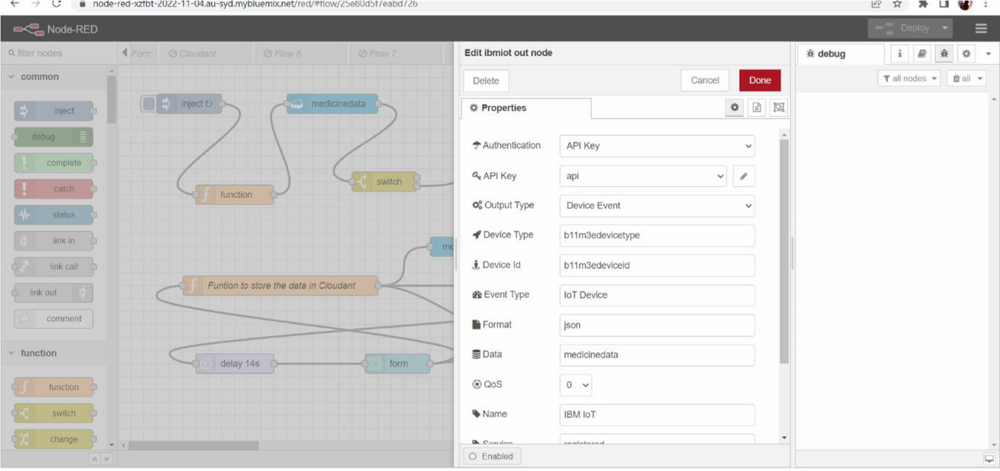 node-red-xzfbt-2022-11-04.au-syd.mybluemix.net/red/#flow/25e80d5f7eabd726
Node-RED
Deploy
filter nodes
common
inject
debug
complete
catch
status
link in
link call
link out
comment
function
function
switch
change
Form
Cloudant
Flow 6
Flow 7
inject
medicinedata
function
switch
me
Funtion to store the data in Cloudant
delay 14s
form
Edit ibmiot out node
Delete
Cancel
Done
Properties
Authentication API Key
API Key api
Output Type Device Event
Device Type b11m3edevicetype
Device Id b11m3edeviceid
Event Type IoT Device
Format json
Data medicinedata
QoS 0
Name IBM IoT
Service registered
Enabled
debug
i
all nodes
all